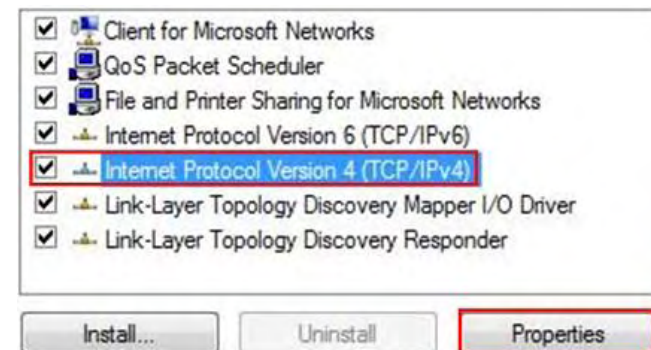 Client for Microsoft Networks
QoS Packet Scheduler
File and Printer Sharing for Microsoft Networks
Internet Protocol Version 6 (TCP/IPv6)
Internet Protocol Version 4 (TCP/IPv4)
Link-Layer Topology Discovery Mapper I/O Driver
Link-Layer Topology Discovery Responder
Install... Uninstall Properties